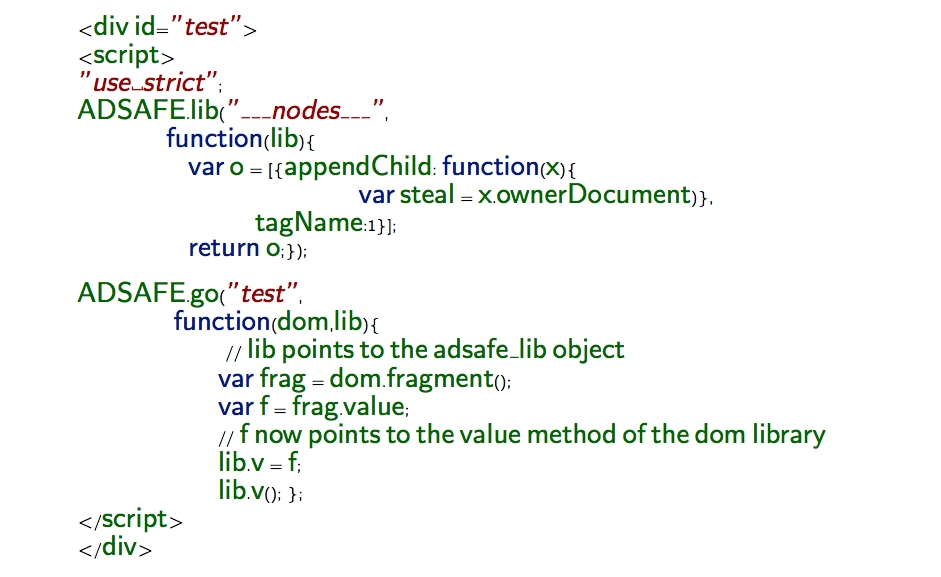 <div id="test">
<script>
"use␣strict";
ADSAFE.lib("___nodes___",
function(lib){
var o = [{appendChild: function(x){
var steal = x.ownerDocument)},
tagName:1}];
return o;});
ADSAFE.go("test",
function(dom,lib){
// lib points to the adsafe_lib object
var frag = dom.fragment();
var f = frag.value;
// f now points to the value method of the dom library
lib.v = f;
lib.v(); };
</script>
</div>